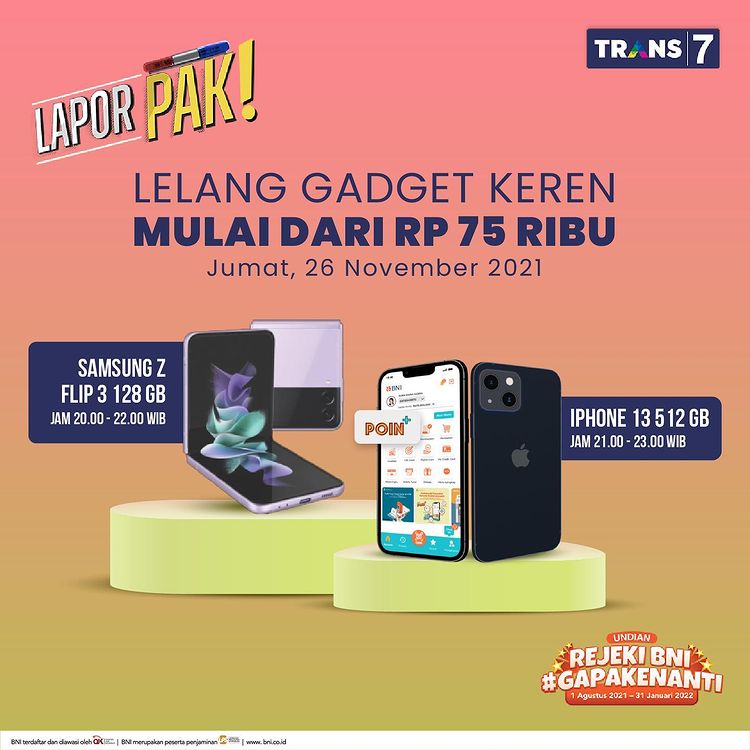 LAPOR PAK!
TRANS|7
LELANG GADGET KEREN
MULAI DARI RP 75 RIBU
Jumat, 26 November 2021
SAMSUNG Z
FLIP 3 128 GB
JAM 20.00 - 22.00 WIB
BNI
POIN+
IPHONE 13 512 GB
JAM 21.00 - 23.00 WIB
UNDIAN
REJEKI BNI
#GAPAKENANTI
1 Agustus 2021 – 31 Januari 2022
BNI terdaftar dan diawasi oleh OJK | BNI merupakan peserta penjaminan LPS | www.bni.co.id